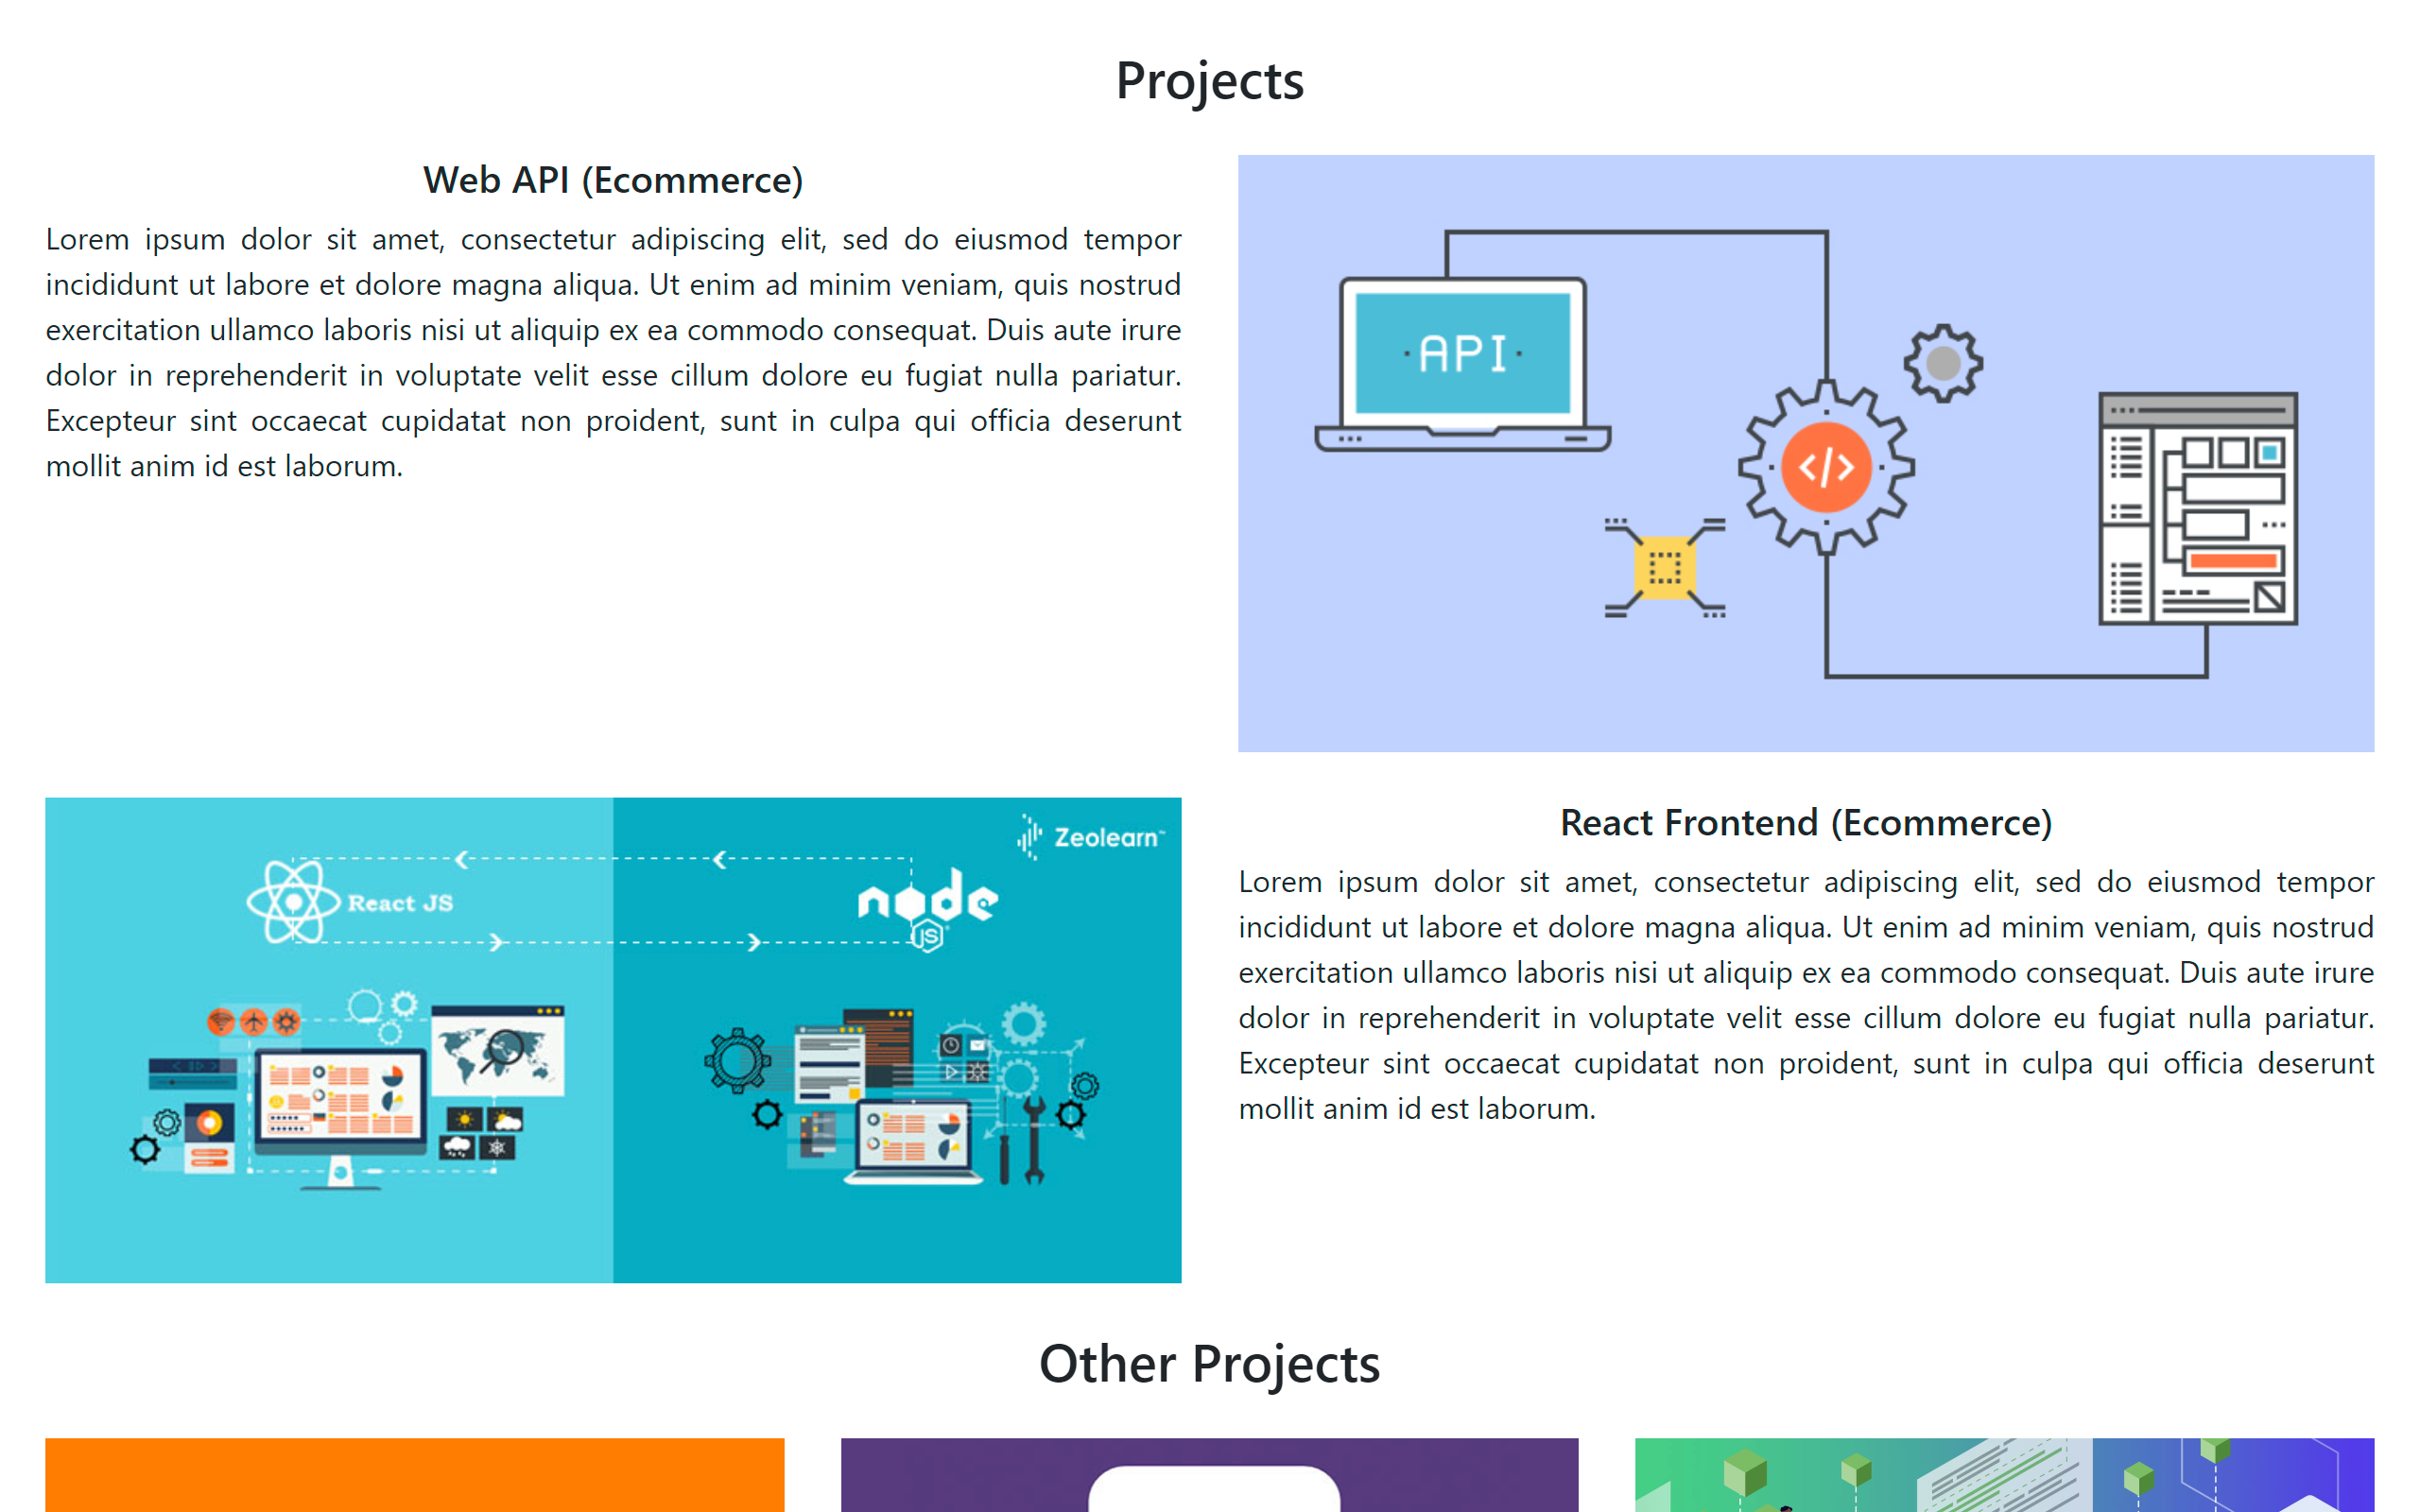 Projects
Web API (Ecommerce)
Lorem ipsum dolor sit amet, consectetur adipiscing elit, sed do eiusmod tempor
incididunt ut labore et dolore magna aliqua. Ut enim ad minim veniam, quis nostrud
exercitation ullamco laboris nisi ut aliquip ex ea commodo consequat. Duis aute irure
dolor in reprehenderit in voluptate velit esse cillum dolore eu fugiat nulla pariatur.
Excepteur sint occaecat cupidatat non proident, sunt in culpa qui officia deserunt
mollit anim id est laborum.
·API·
</>
Zeolearn™
React JS
node
JS
React Frontend (Ecommerce)
Lorem ipsum dolor sit amet, consectetur adipiscing elit, sed do eiusmod tempor
incididunt ut labore et dolore magna aliqua. Ut enim ad minim veniam, quis nostrud
exercitation ullamco laboris nisi ut aliquip ex ea commodo consequat. Duis aute irure
dolor in reprehenderit in voluptate velit esse cillum dolore eu fugiat nulla pariatur.
Excepteur sint occaecat cupidatat non proident, sunt in culpa qui officia deserunt
mollit anim id est laborum.
Other Projects